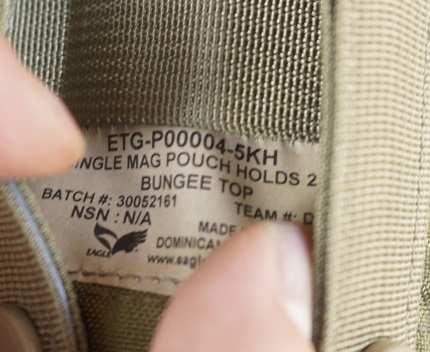 ETG-P00004-5KH
INGLE MAG POUCH HOLDS 2
BUNGEE TOP
BATCH #: 30052161
TEAM #: D
NSN : N/A
MADE
DOMINICAN
EAGLE
www.eagl